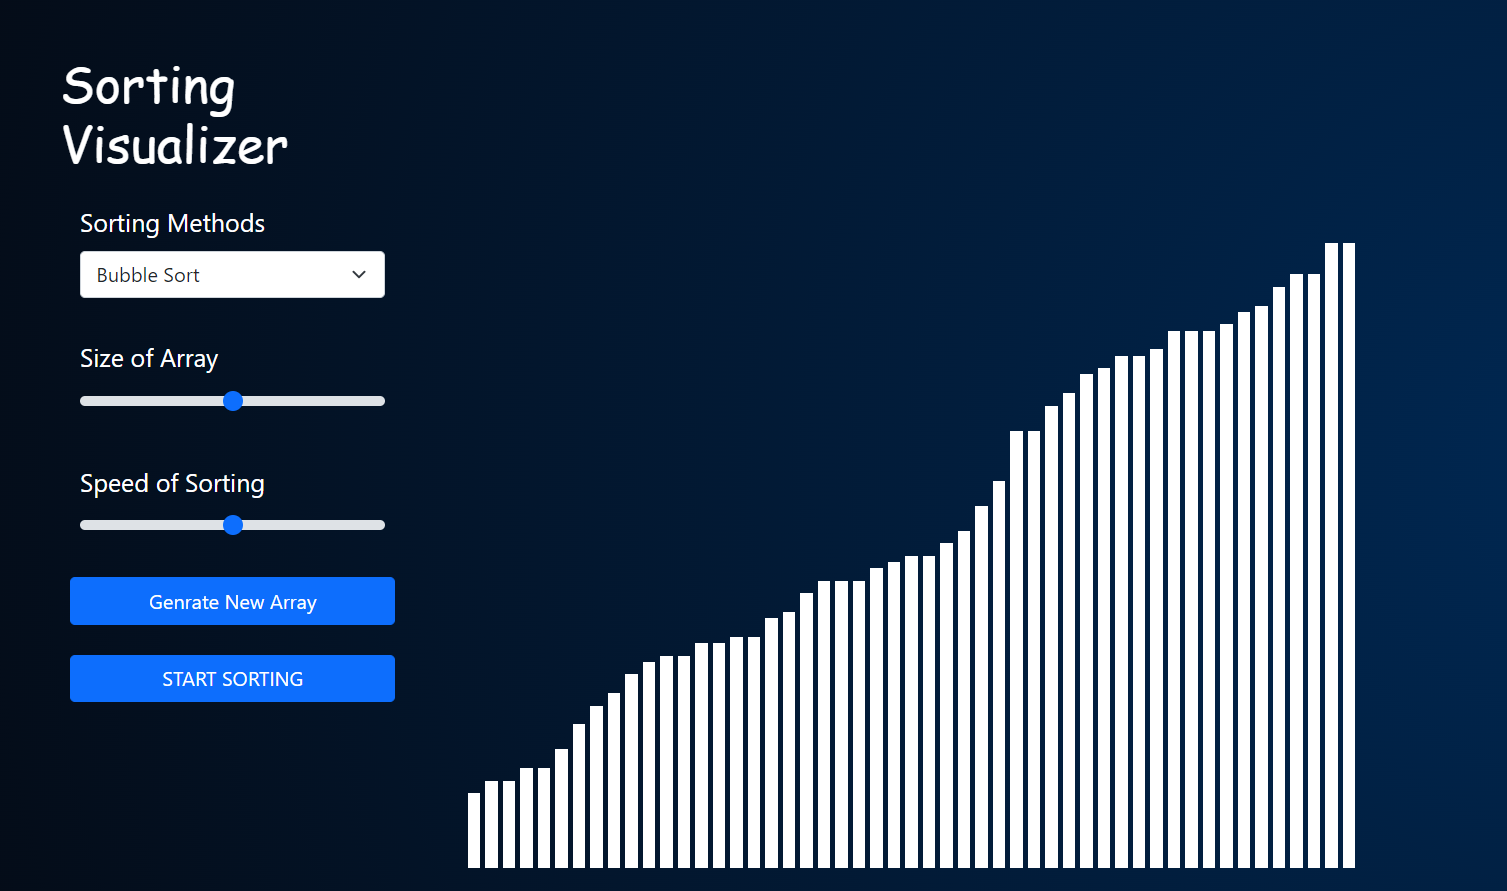 Sorting
Visualizer
Sorting Methods
Bubble Sort
Size of Array
Speed of Sorting
Genrate New Array
START SORTING